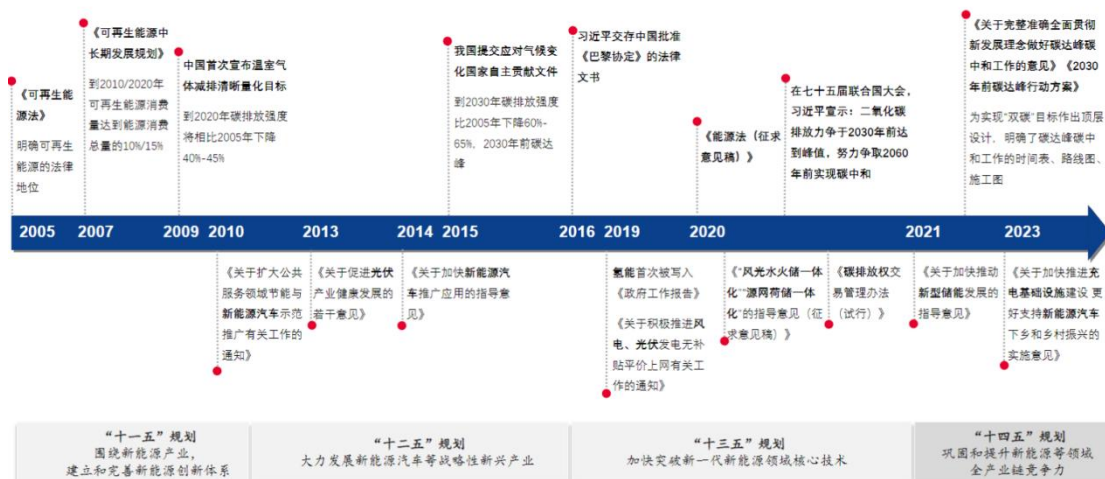 《可再生能
源法》
明确可再生
能源的法律
地位
《可再生能源中
长期发展规划》
到2010/2020年
可再生能源消费
量达到能源消费
总量的10%/15%
中国首次宣布温室气
体减排清晰量化目标
到2020年碳排放强度
将相比2005年下降
40%-45%
我国提交应对气候变
化国家自主贡献文件
到2030年碳排放强度
比2005年下降60%-
65%，2030年前碳达
峰
习近平交存中国批准
《巴黎协定》的法律
文书
《能源法（征求
意见稿）》
在七十五届联合国大会，
习近平宣示：二氧化碳
排放力争于2030年前达
到峰值，努力争取2060
年前实现碳中和
《关于完整准确全面贯彻
新发展理念做好碳达峰碳
中和工作的意见》《2030
年前碳达峰行动方案》
为实现“双碳”目标作出顶层
设计，明确了碳达峰碳中
和工作的时间表、路线图、
施工图
2005 2007 2009 2010 2013 2014 2015 2016 2019 2020 2021 2023
《关于扩大公共
服务领域节能与
新能源汽车示范
推广有关工作的
通知》
《关于促进光伏
产业健康发展的
若干意见》
《关于加快新能源汽
车推广应用的指导意
见》
氢能首次被写入
《政府工作报告》
《关于积极推进风
电、光伏发电无补
贴平价上网有关工
作的通知》
《“风光水火储一体
化”“源网荷储一体
化”的指导意见（征
求意见稿）》
《碳排放权交
易管理办法
（试行）》
《关于加快推动
新型储能发展的
指导意见》
《关于加快推进充
电基础设施建设 更
好支持新能源汽车
下乡和乡村振兴的
实施意见》
“十一五”规划
围绕新能源产业，
建立和完善新能源创新体系
“十二五”规划
大力发展新能源汽车等战略性新兴产业
“十三五”规划
加快突破新一代新能源领域核心技术
“十四五”规划
巩固和提升新能源等领域
全产业链竞争力